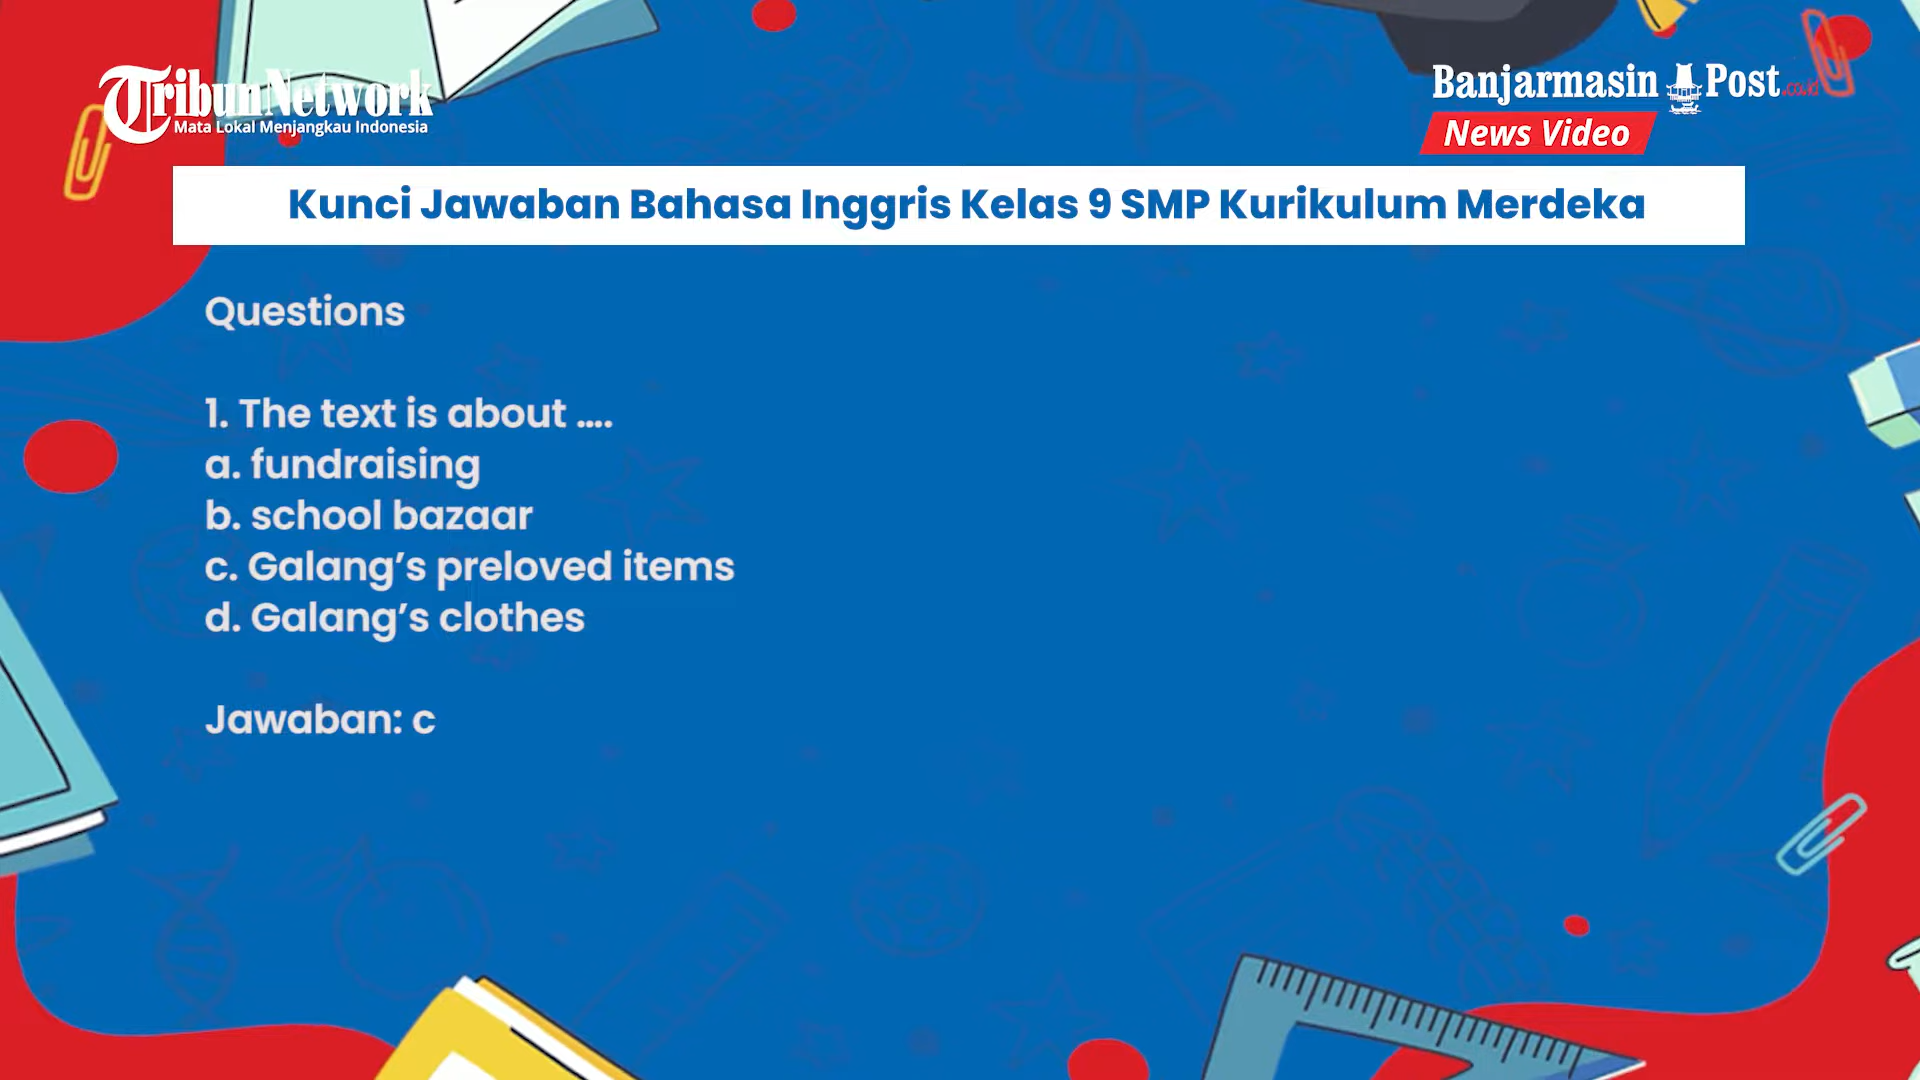 TribunNetwork
Mata Lokal Menjangkau Indonesia
Banjarmasin Post.co.id
News Video
Kunci Jawaban Bahasa Inggris Kelas 9 SMP Kurikulum Merdeka
Questions
1. The text is about ....
a. fundraising
b. school bazaar
c. Galang’s preloved items
d. Galang’s clothes
Jawaban: c